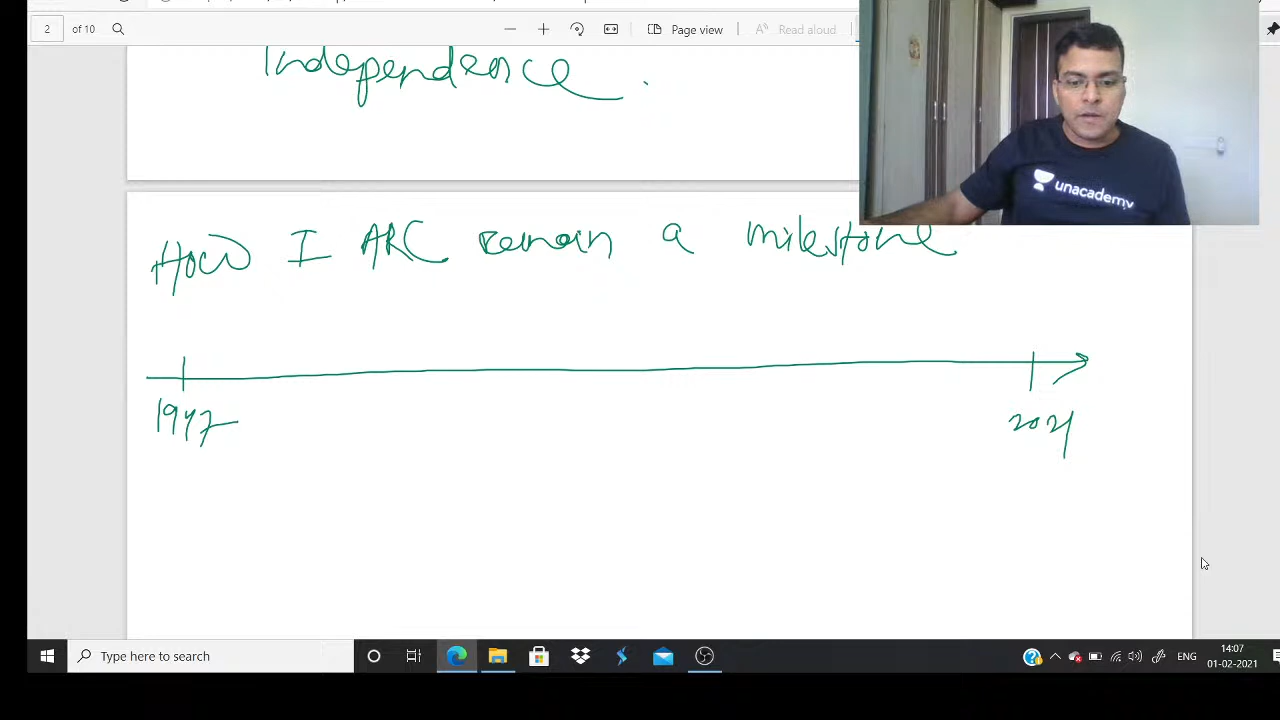 2 of 10 Page view Read aloud
Independence .
unacademy
How I ARC remain a milestone
1947 2021
Type here to search
ENG 14:07
01-02-2021